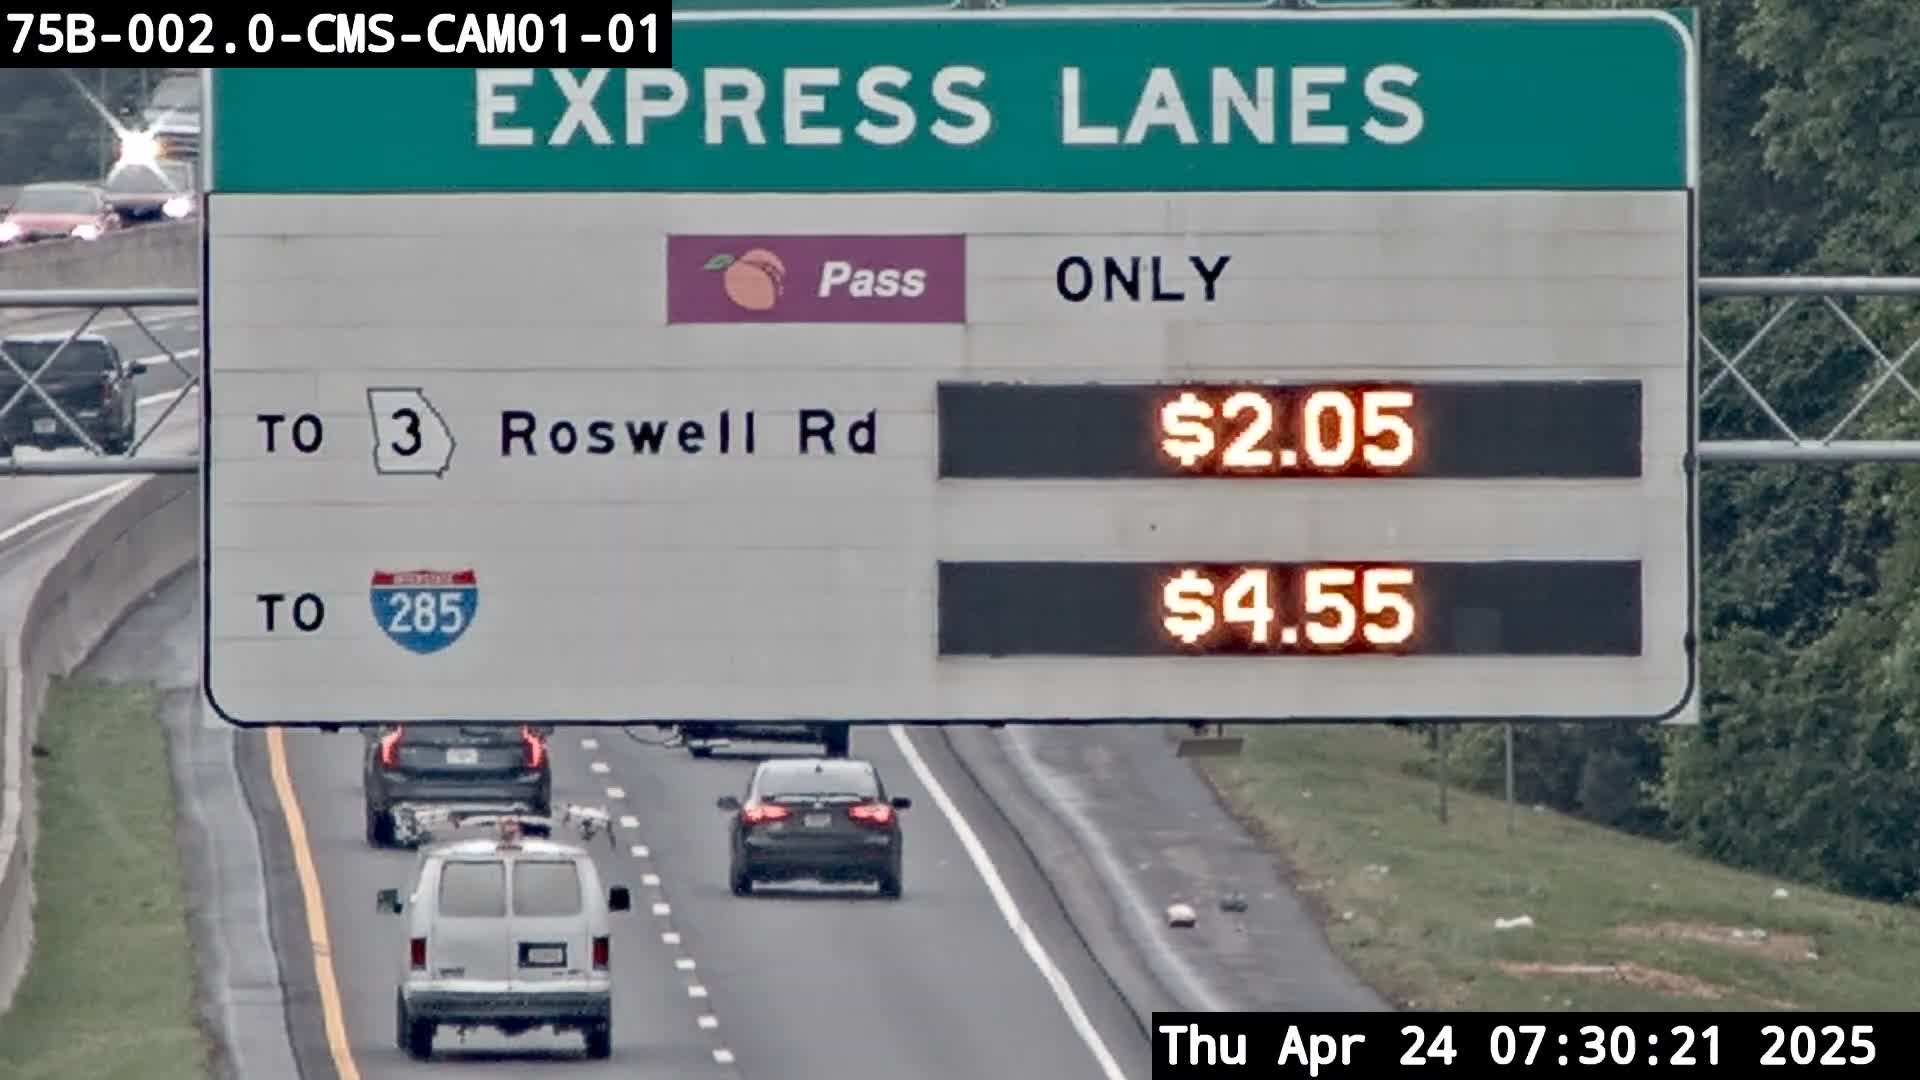 75B-002.0-CMS-CAM01-01
EXPRESS LANES
Pass ONLY
TO 3 Roswell Rd $2.05
TO 285 $4.55
Thu Apr 24 07:30:21 2025